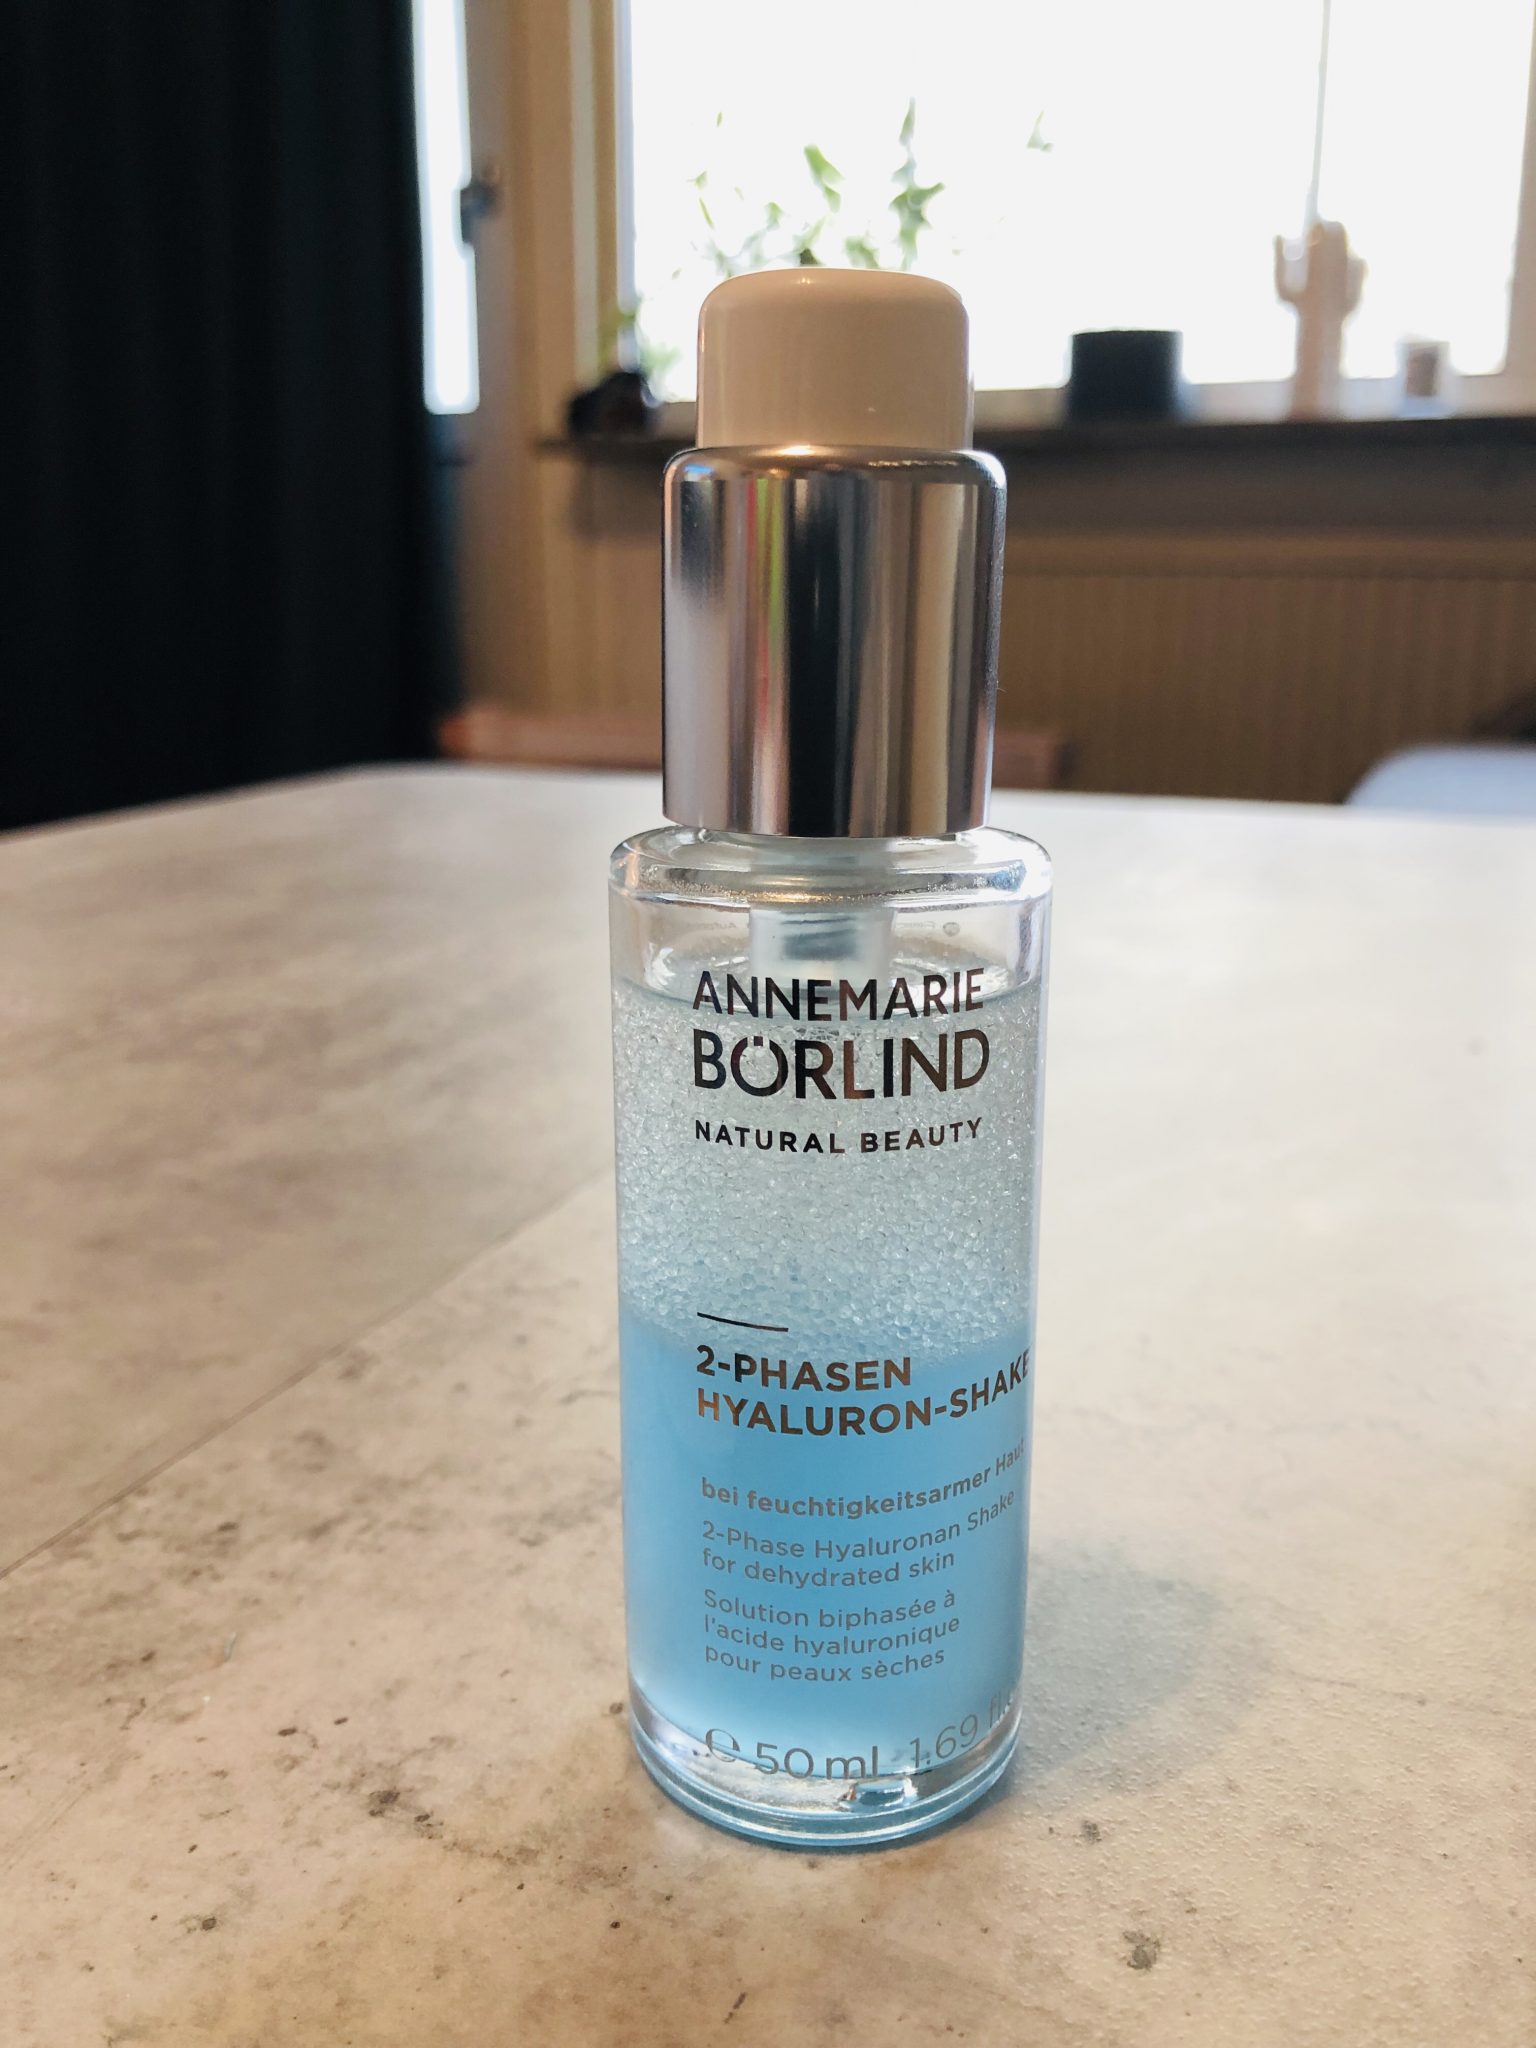 ANNEMARIE
BÖRLIND
NATURAL BEAUTY
2-PHASEN
HYALURON-SHAKE
bei feuchtigkeitsarmer Haut
2-Phase Hyaluronan Shake
for dehydrated skin
Solution biphasée à
l'acide hyaluronique
pour peaux sèches
℮ 50 ml 1.69 fl.